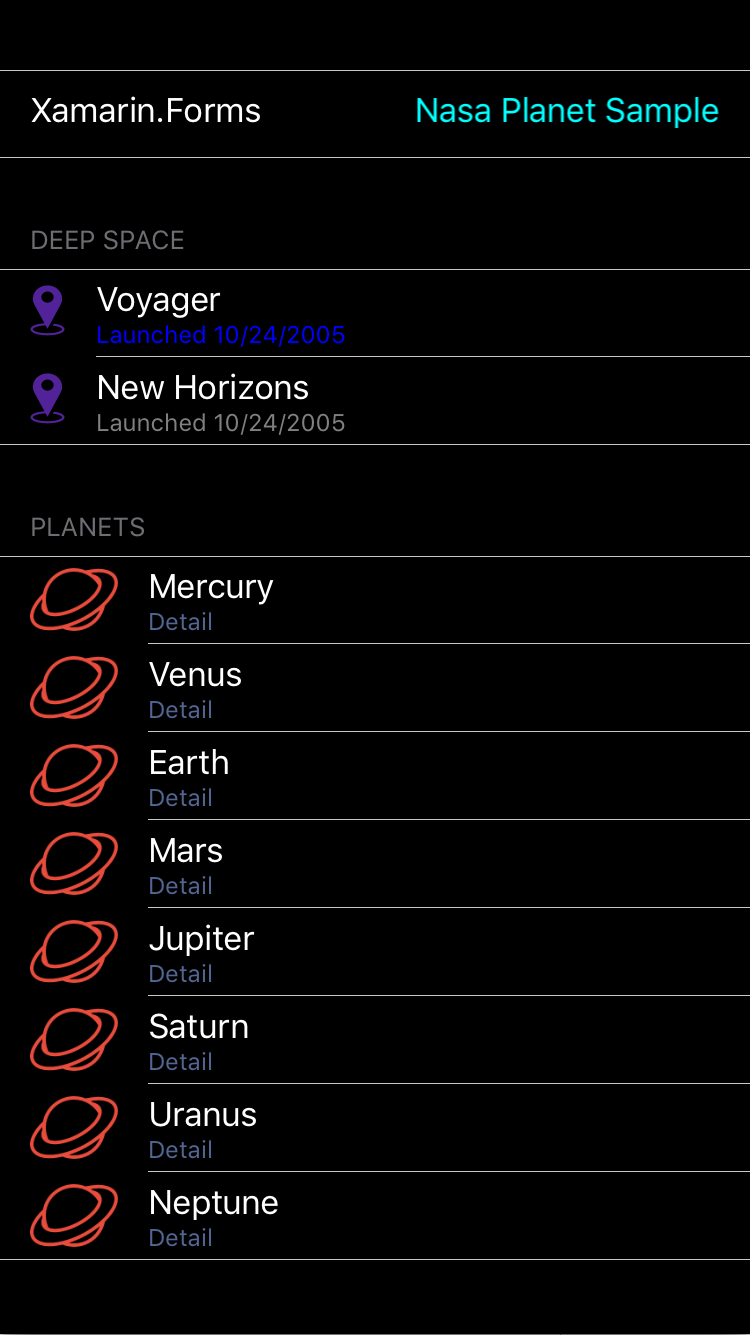 Xamarin.Forms Nasa Planet Sample
DEEP SPACE
Voyager
Launched 10/24/2005
New Horizons
Launched 10/24/2005
PLANETS
Mercury
Detail
Venus
Detail
Earth
Detail
Mars
Detail
Jupiter
Detail
Saturn
Detail
Uranus
Detail
Neptune
Detail